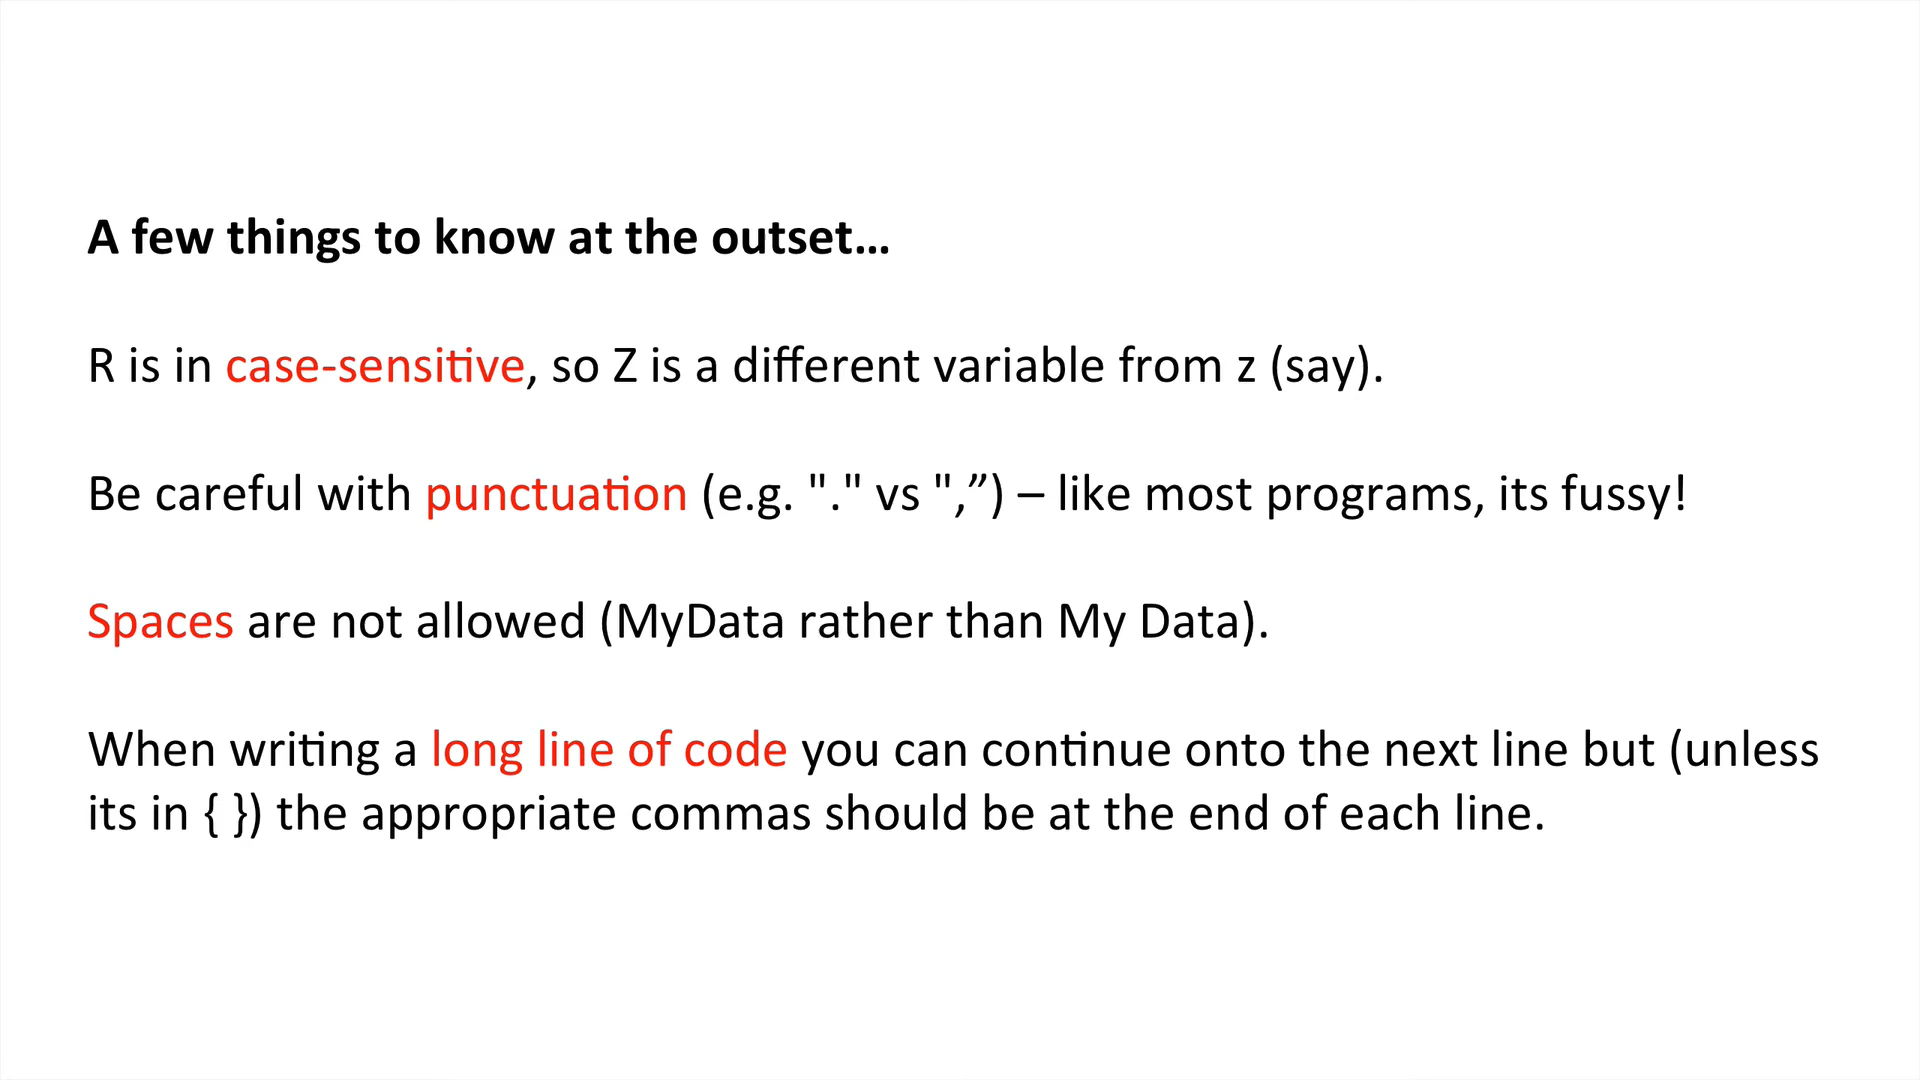 A few things to know at the outset…
R is in case-sensitive, so Z is a different variable from z (say).
Be careful with punctuation (e.g. "." vs ",”) – like most programs, its fussy!
Spaces are not allowed (MyData rather than My Data).
When writing a long line of code you can continue onto the next line but (unless
its in { }) the appropriate commas should be at the end of each line.